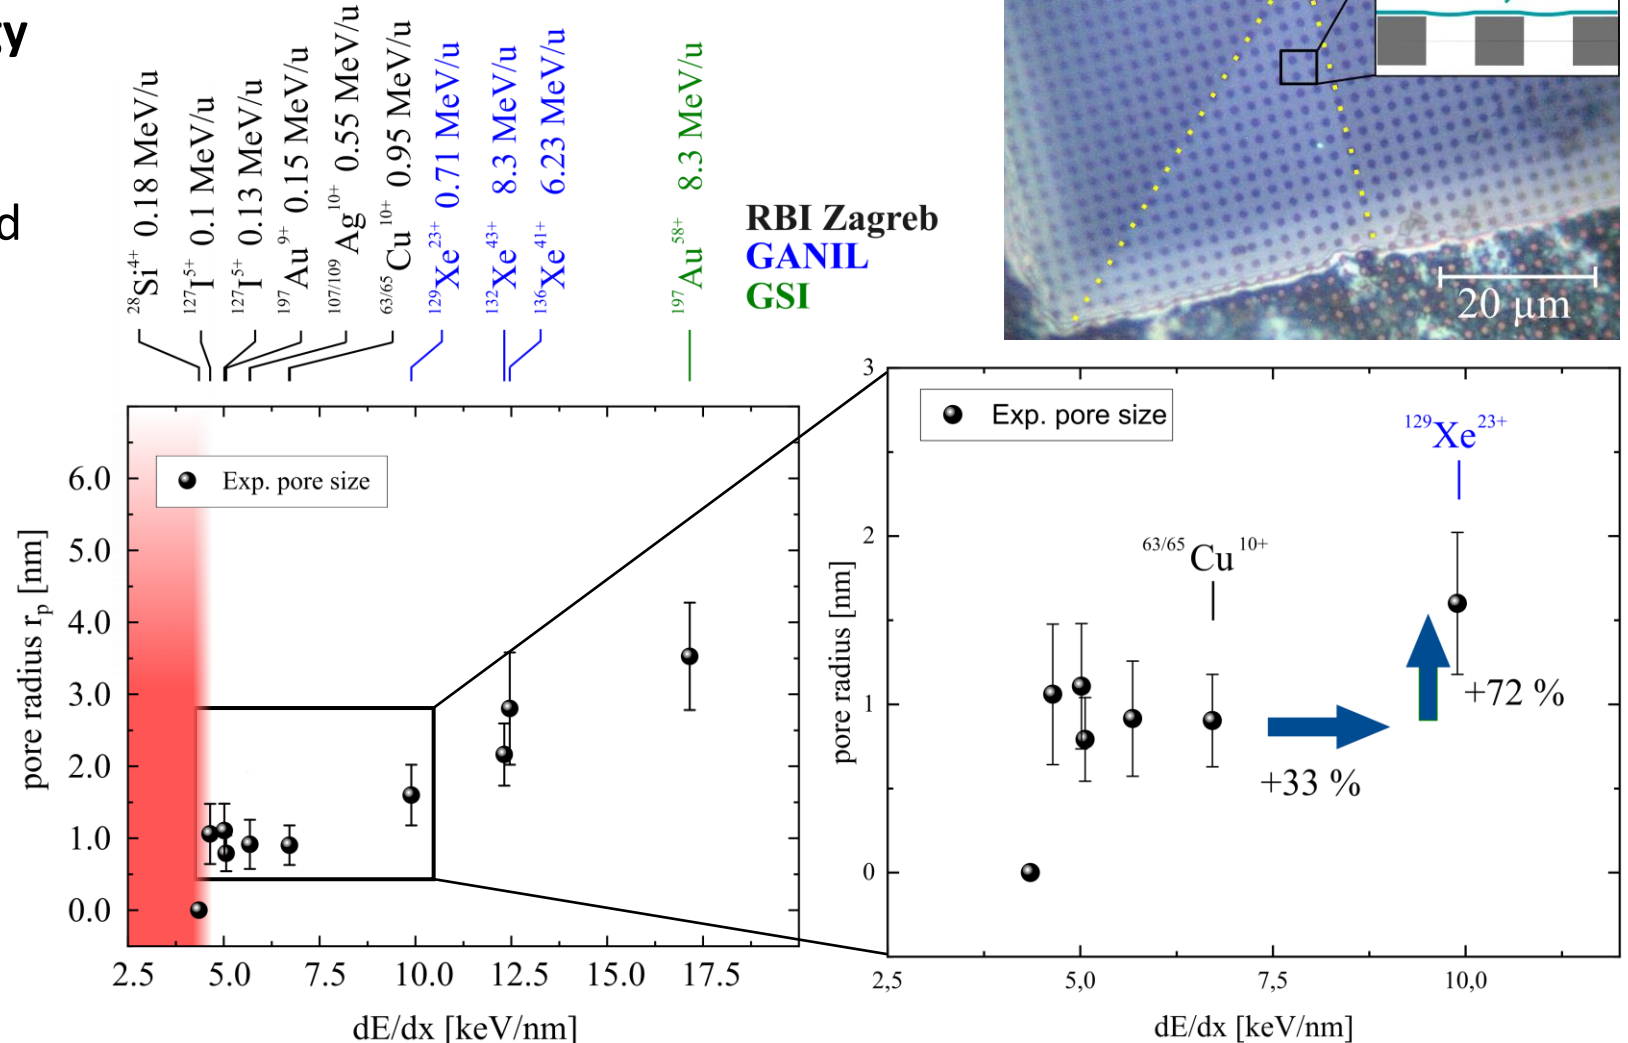 gy
d
28Si4+ 0.18 MeV/u
127I5+ 0.1 MeV/u
127I5+ 0.13 MeV/u
197Au9+ 0.15 MeV/u
107/109Ag10+ 0.55 MeV/u
63/65Cu10+ 0.95 MeV/u
129Xe23+ 0.71 MeV/u
132Xe43+ 8.3 MeV/u
136Xe41+ 6.23 MeV/u
197Au58+ 8.3 MeV/u
RBI Zagreb
GANIL
GSI
20 µm
Exp. pore size
6.0
5.0
4.0
3.0
2.0
1.0
0.0
pore radius rp [nm]
2.5 5.0 7.5 10.0 12.5 15.0 17.5
dE/dx [keV/nm]
Exp. pore size
129Xe23+
63/65Cu10+
+72 %
+33 %
3
2
1
0
pore radius [nm]
2,5 5,0 7,5 10,0
dE/dx [keV/nm]